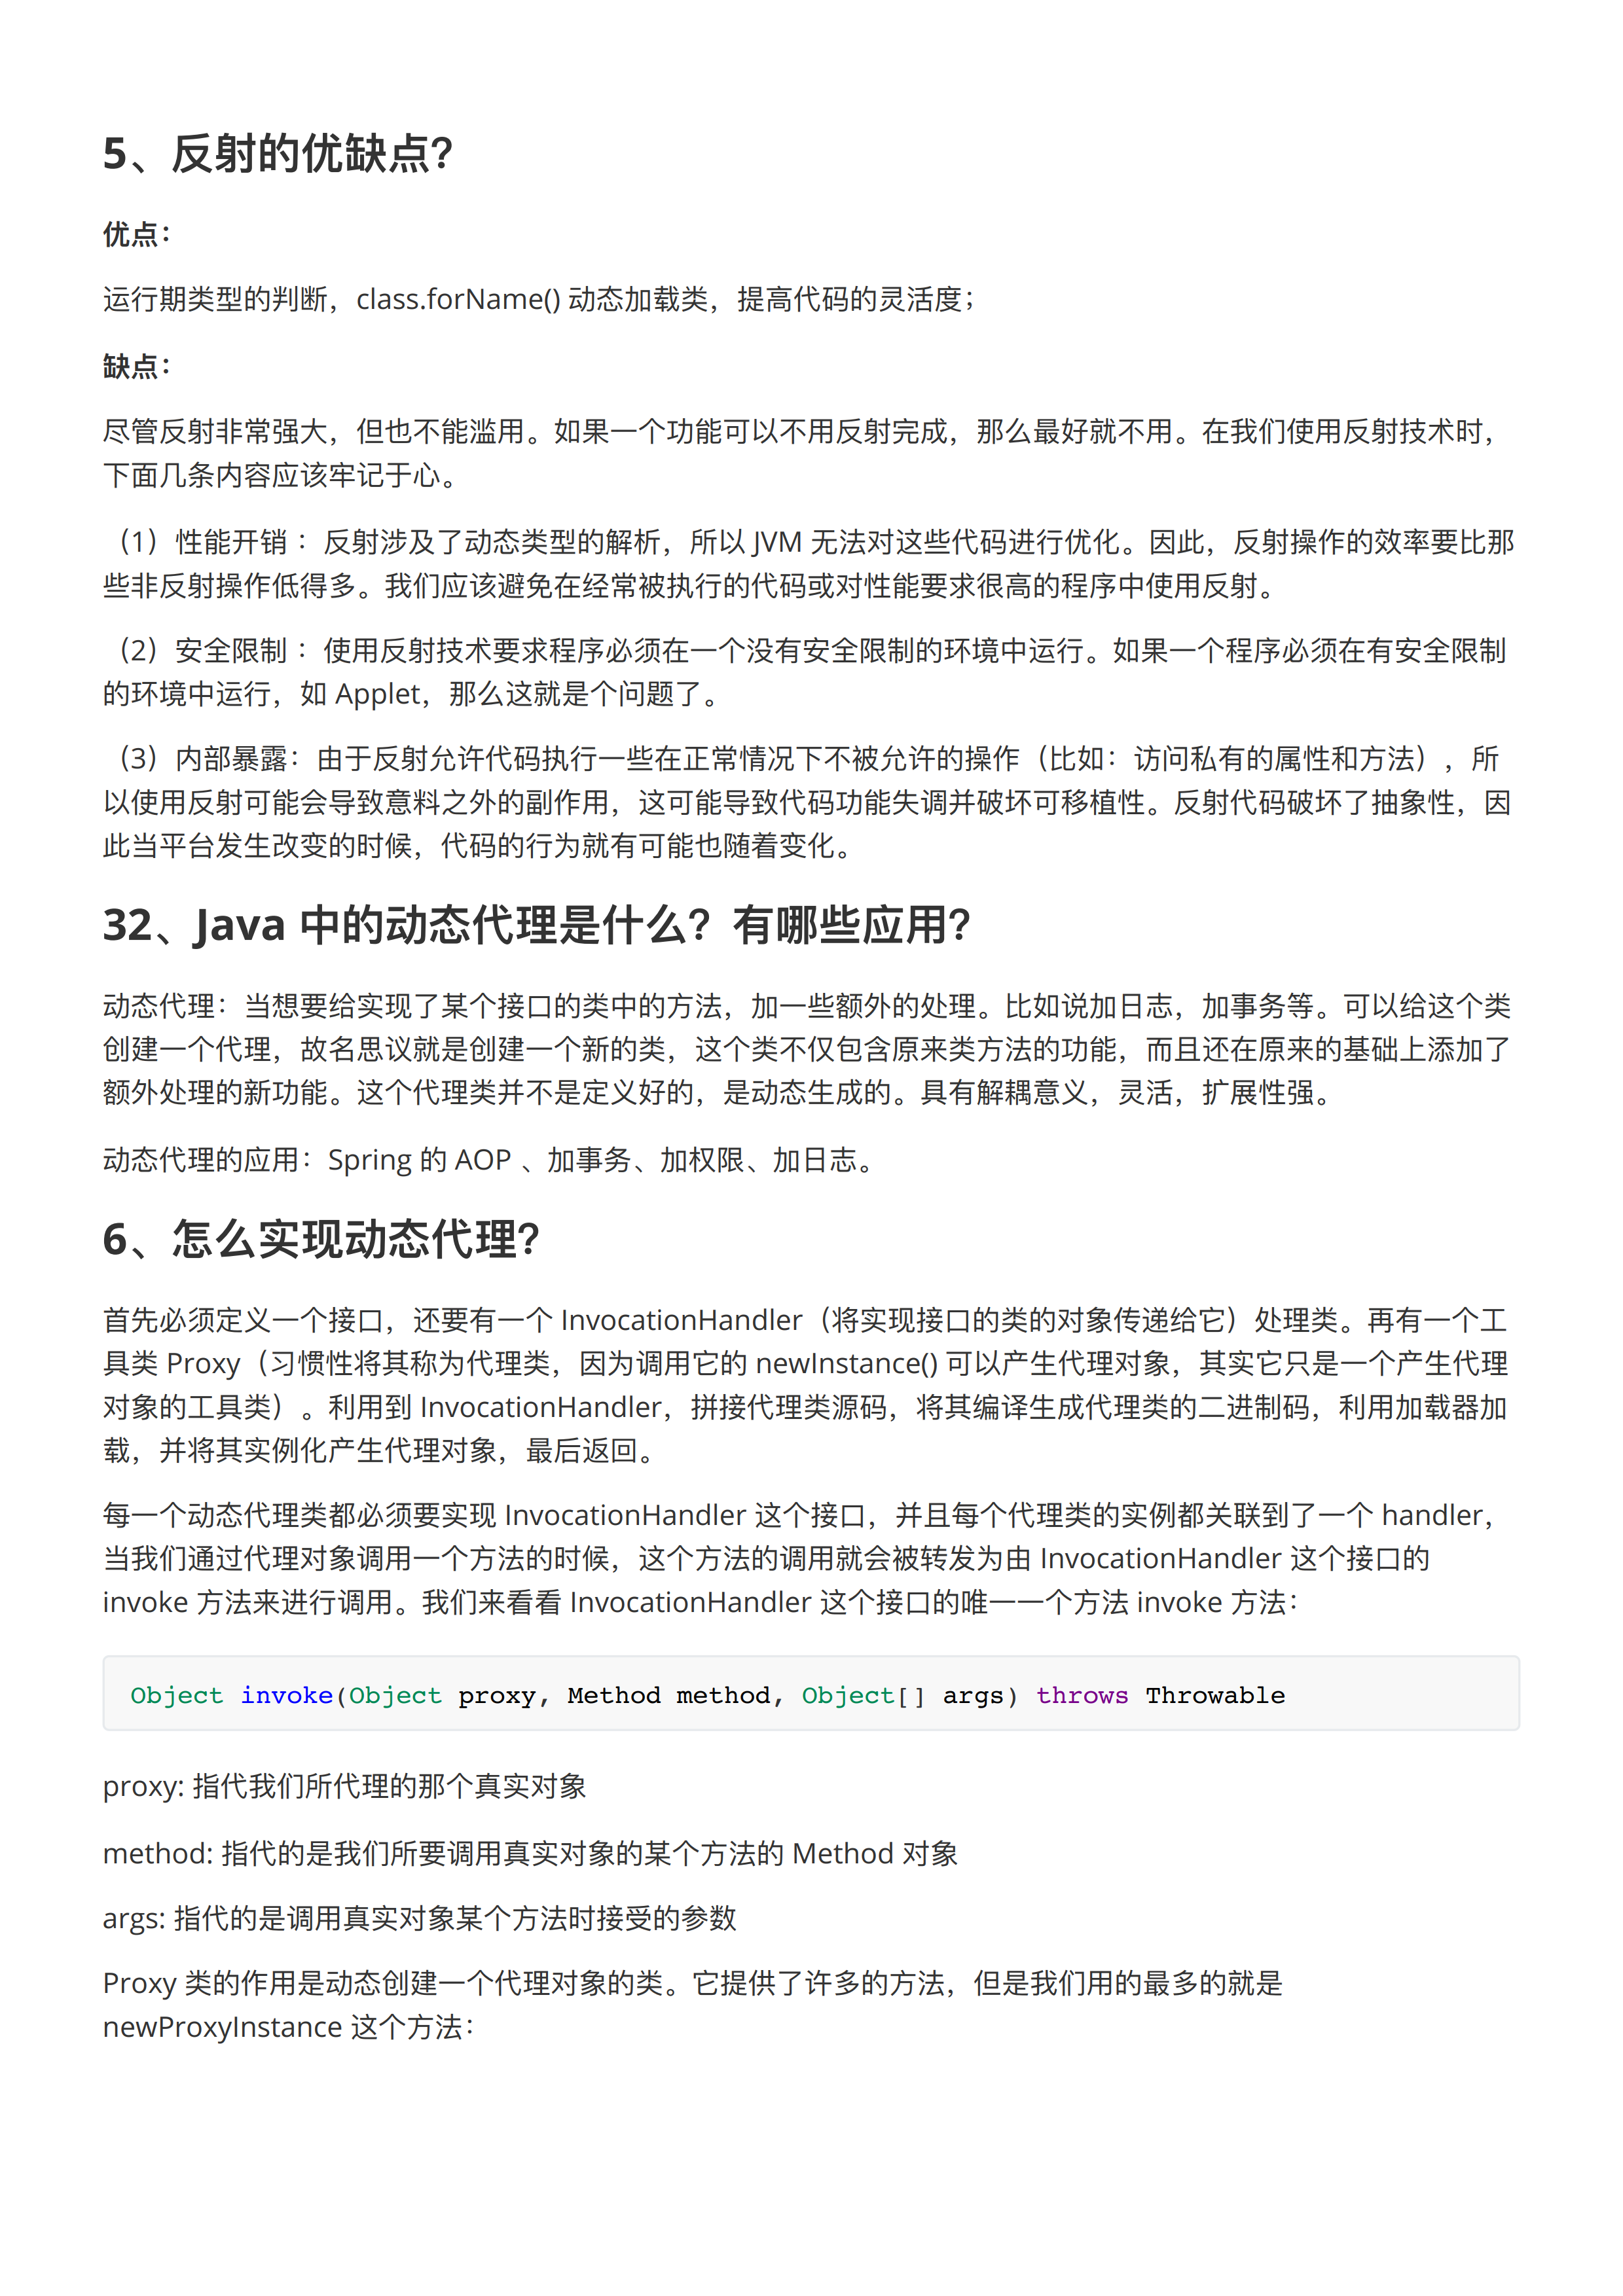 5、反射的优缺点？
优点：
运行期类型的判断，class.forName() 动态加载类，提高代码的灵活度；
缺点：
尽管反射非常强大，但也不能滥用。如果一个功能可以不用反射完成，那么最好就不用。在我们使用反射技术时，
下面几条内容应该牢记于心。
（1）性能开销 ：反射涉及了动态类型的解析，所以 JVM 无法对这些代码进行优化。因此，反射操作的效率要比那
些非反射操作低得多。我们应该避免在经常被执行的代码或对性能要求很高的程序中使用反射。
（2）安全限制 ：使用反射技术要求程序必须在一个没有安全限制的环境中运行。如果一个程序必须在有安全限制
的环境中运行，如 Applet，那么这就是个问题了。
（3）内部暴露：由于反射允许代码执行一些在正常情况下不被允许的操作（比如：访问私有的属性和方法），所
以使用反射可能会导致意料之外的副作用，这可能导致代码功能失调并破坏可移植性。反射代码破坏了抽象性，因
此当平台发生改变的时候，代码的行为就有可能也随着变化。
32、Java 中的动态代理是什么？有哪些应用？
动态代理：当想要给实现了某个接口的类中的方法，加一些额外的处理。比如说加日志，加事务等。可以给这个类
创建一个代理，故名思议就是创建一个新的类，这个类不仅包含原来类方法的功能，而且还在原来的基础上添加了
额外处理的新功能。这个代理类并不是定义好的，是动态生成的。具有解耦意义，灵活，扩展性强。
动态代理的应用：Spring 的 AOP 、加事务、加权限、加日志。
6、怎么实现动态代理？
首先必须定义一个接口，还要有一个 InvocationHandler（将实现接口的类的对象传递给它）处理类。再有一个工
具类 Proxy（习惯性将其称为代理类，因为调用它的 newInstance() 可以产生代理对象，其实它只是一个产生代理
对象的工具类）。利用到 InvocationHandler，拼接代理类源码，将其编译生成代理类的二进制码，利用加载器加
载，并将其实例化产生代理对象，最后返回。
每一个动态代理类都必须要实现 InvocationHandler 这个接口，并且每个代理类的实例都关联到了一个 handler，
当我们通过代理对象调用一个方法的时候，这个方法的调用就会被转发为由 InvocationHandler 这个接口的
invoke 方法来进行调用。我们来看看 InvocationHandler 这个接口的唯一一个方法 invoke 方法：
Object invoke(Object proxy, Method method, Object[] args) throws Throwable
proxy: 指代我们所代理的那个真实对象
method: 指代的是我们所要调用真实对象的某个方法的 Method 对象
args: 指代的是调用真实对象某个方法时接受的参数
Proxy 类的作用是动态创建一个代理对象的类。它提供了许多的方法，但是我们用的最多的就是
newProxyInstance 这个方法：